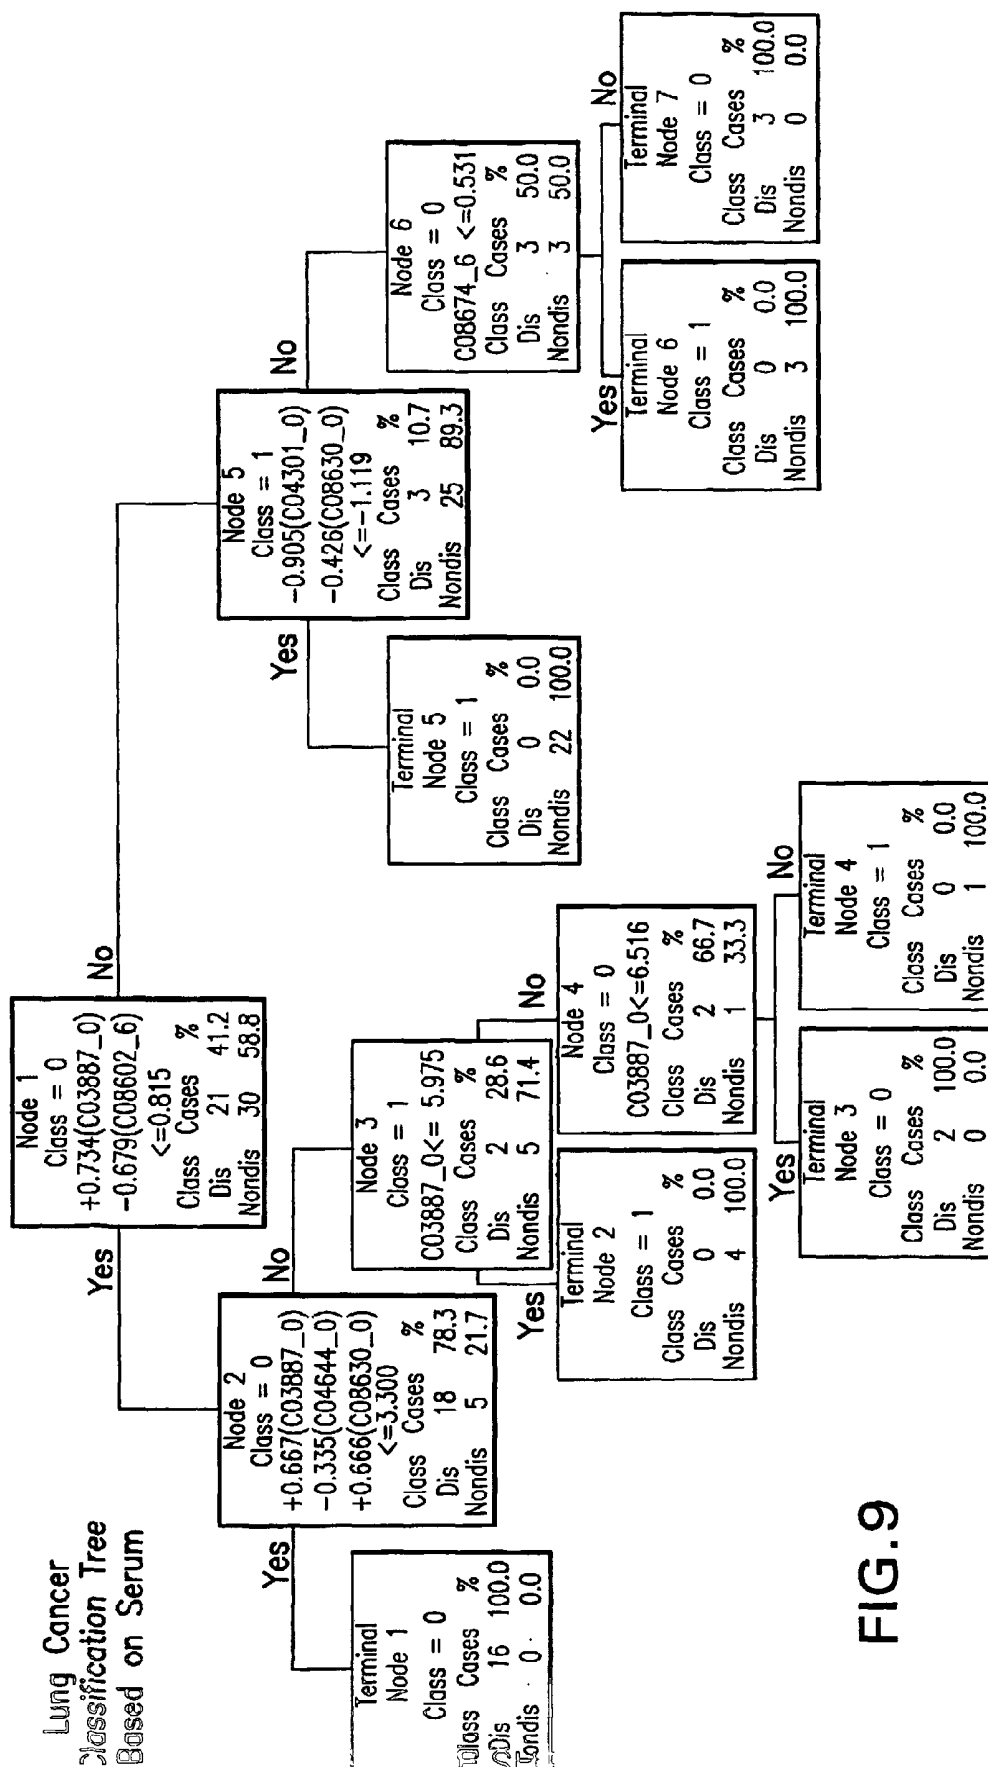 Lung Cancer
Classification Tree
Based on Serum
Node 1
Class = 0
+0.734(C03887_0)
-0.679(C08602_6)
<=0.815
Class Cases %
Dis 21 41.2
Nondis 30 58.8
Yes
No
Node 2
Class = 0
+0.667(C03887_0)
-0.335(C04644_0)
+0.666(C08630_0)
<=3.300
Class Cases %
Dis 18 78.3
Nondis 5 21.7
Node 5
Class = 1
-0.905(C04301_0)
-0.426(C08630_0)
<=-1.119
Class Cases %
Dis 3 10.7
Nondis 25 89.3
Yes
No
Yes
No
Terminal
Node 1
Class = 0
Class Cases %
Dis 16 100.0
Nondis 0 0.0
Node 3
Class = 1
C03887_0<= 5.975
Class Cases %
Dis 2 28.6
Nondis 5 71.4
Terminal
Node 5
Class = 1
Class Cases %
Dis 0 0.0
Nondis 22 100.0
Node 6
Class = 0
C08674_6 <=0.531
Class Cases %
Dis 3 50.0
Nondis 3 50.0
Yes
No
Yes
No
Terminal
Node 2
Class = 1
Class Cases %
Dis 0 0.0
Nondis 4 100.0
Node 4
Class = 0
C03887_0<=6.516
Class Cases %
Dis 2 66.7
Nondis 1 33.3
Terminal
Node 6
Class = 1
Class Cases %
Dis 0 0.0
Nondis 3 100.0
Terminal
Node 7
Class = 0
Class Cases %
Dis 3 100.0
Nondis 0 0.0
Yes
No
Terminal
Node 3
Class = 0
Class Cases %
Dis 2 100.0
Nondis 0 0.0
Terminal
Node 4
Class = 1
Class Cases %
Dis 0 0.0
Nondis 1 100.0
FIG.9